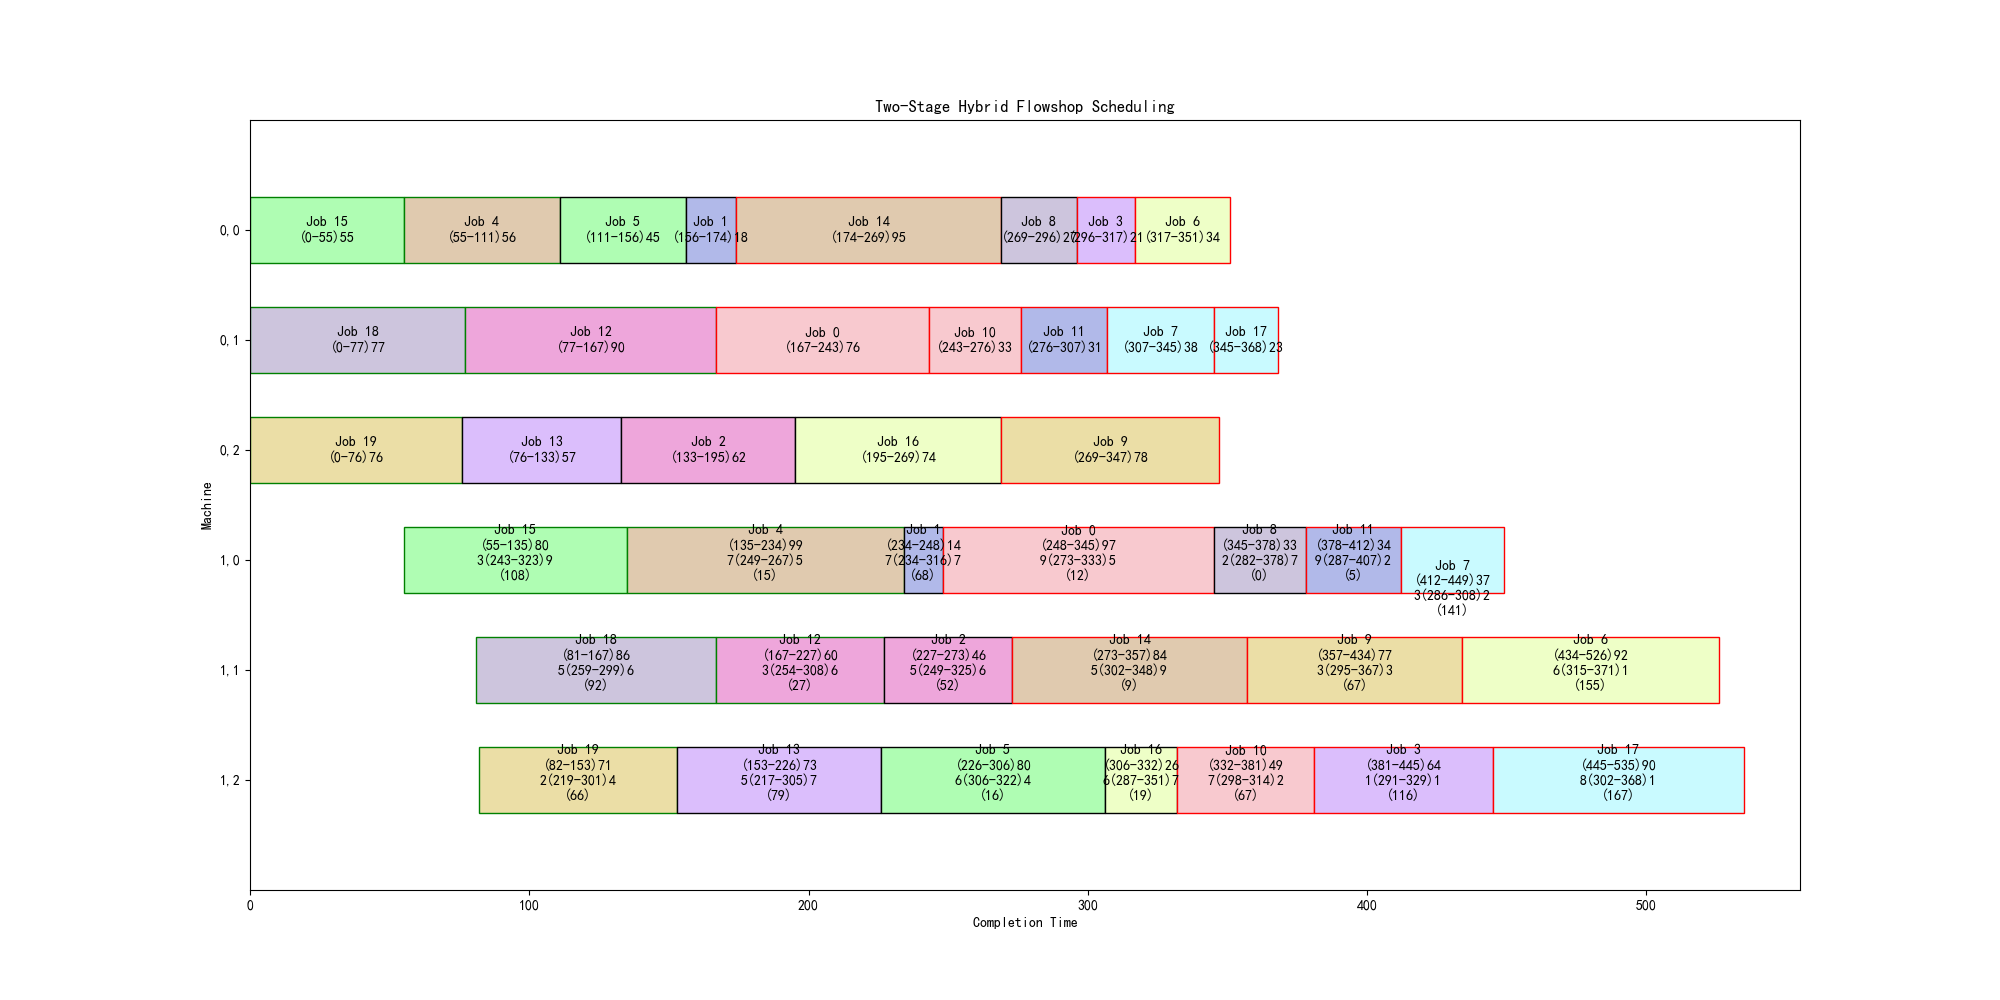 Two-Stage Hybrid Flowshop Scheduling
0,0
Job 15
(0-55)55
Job 4
(55-111)56
Job 5
(111-156)45
Job 1
(156-174)18
Job 14
(174-269)95
Job 8
(269-296)27
Job 3
(296-317)21
Job 6
(317-351)34
0,1
Job 18
(0-77)77
Job 12
(77-167)90
Job 0
(167-243)76
Job 10
(243-276)33
Job 11
(276-307)31
Job 7
(307-345)38
Job 17
(345-368)23
0,2
Job 19
(0-76)76
Job 13
(76-133)57
Job 2
(133-195)62
Job 16
(195-269)74
Job 9
(269-347)78
Machine
1,0
Job 15
(55-135)80
3(243-323)9
(108)
Job 4
(135-234)99
7(249-267)5
(15)
Job 1
(234-248)14
7(234-316)7
(68)
Job 0
(248-345)97
9(273-333)5
(12)
Job 8
(345-378)33
2(282-378)7
(0)
Job 11
(378-412)34
9(287-407)2
(5)
Job 7
(412-449)37
3(286-308)2
(141)
1,1
Job 18
(81-167)86
5(259-299)6
(92)
Job 12
(167-227)60
3(254-308)6
(27)
Job 2
(227-273)46
5(249-325)6
(52)
Job 14
(273-357)84
5(302-348)9
(9)
Job 9
(357-434)77
3(295-367)3
(67)
Job 6
(434-526)92
6(315-371)1
(155)
1,2
Job 19
(82-153)71
2(219-301)4
(66)
Job 13
(153-226)73
5(217-305)7
(79)
Job 5
(226-306)80
6(306-322)4
(16)
Job 16
(306-332)26
6(287-351)7
(19)
Job 10
(332-381)49
7(298-314)2
(67)
Job 3
(381-445)64
1(291-329)1
(116)
Job 17
(445-535)90
8(302-368)1
(167)
0
100
200
300
400
500
Completion Time